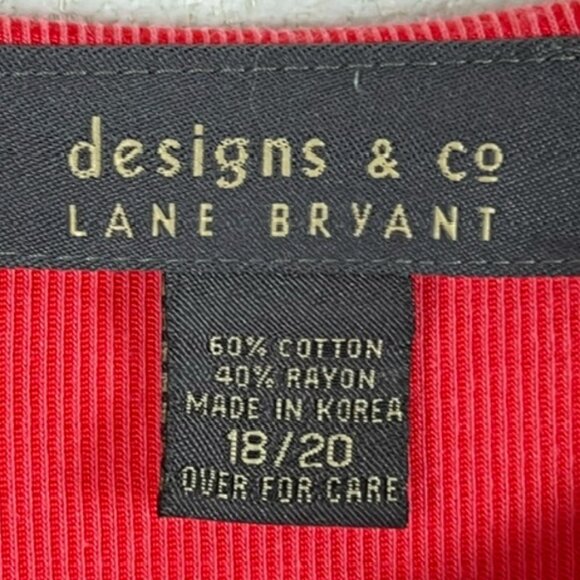 designs & co
LANE BRYANT
60% COTTON
40% RAYON
MADE IN KOREA
18/20
OVER FOR CARE